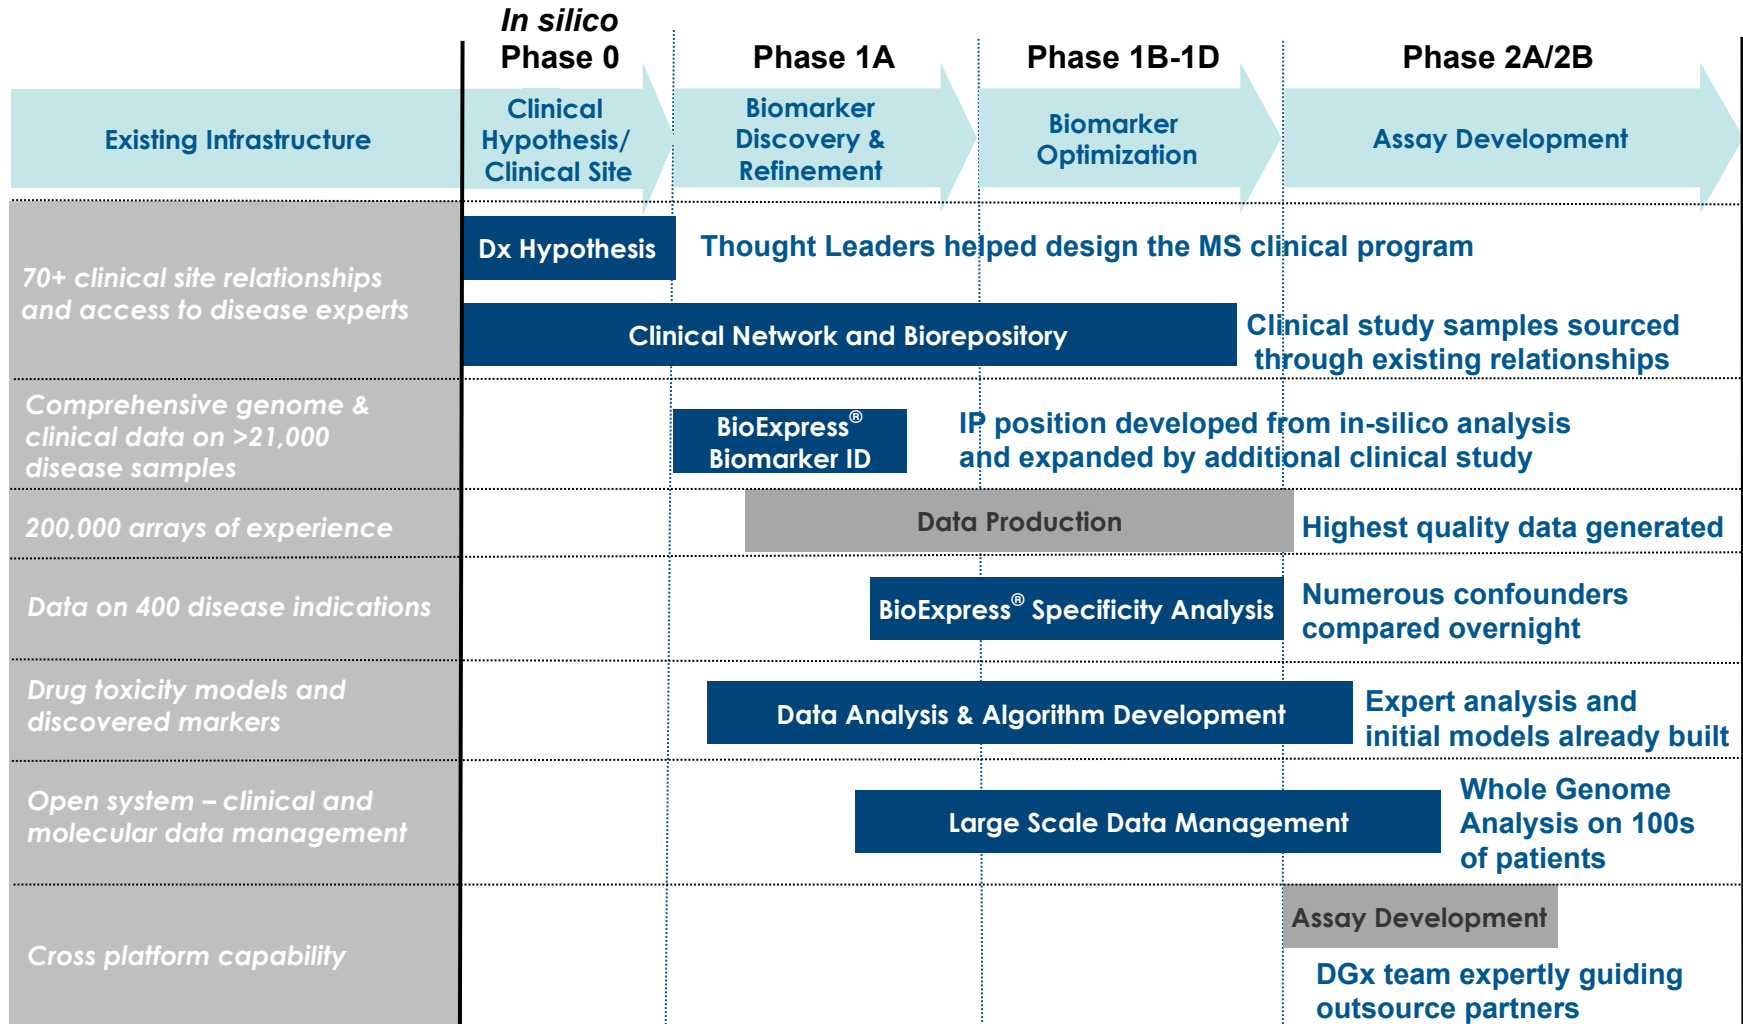 In silico
Phase 0
Phase 1A
Phase 1B-1D
Phase 2A/2B
Existing Infrastructure
Clinical
Hypothesis/
Clinical Site
Biomarker
Discovery &
Refinement
Biomarker
Optimization
Assay Development
70+ clinical site relationships
and access to disease experts
Dx Hypothesis
Thought Leaders helped design the MS clinical program
Clinical Network and Biorepository
Clinical study samples sourced
through existing relationships
Comprehensive genome &
clinical data on >21,000
disease samples
BioExpress®
Biomarker ID
IP position developed from in-silico analysis
and expanded by additional clinical study
200,000 arrays of experience
Data Production
Highest quality data generated
Data on 400 disease indications
BioExpress® Specificity Analysis
Numerous confounders
compared overnight
Drug toxicity models and
discovered markers
Data Analysis & Algorithm Development
Expert analysis and
initial models already built
Open system – clinical and
molecular data management
Large Scale Data Management
Whole Genome
Analysis on 100s
of patients
Cross platform capability
Assay Development
DGx team expertly guiding
outsource partners